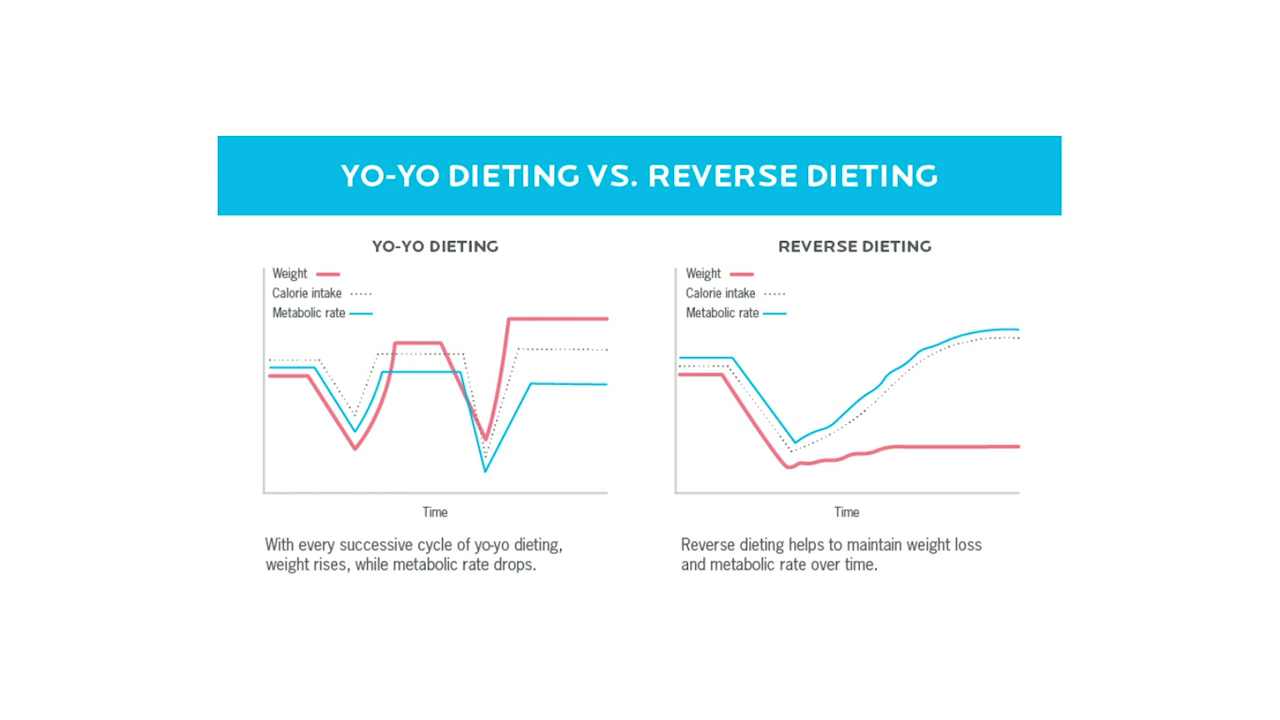 YO-YO DIETING VS. REVERSE DIETING
YO-YO DIETING
Weight
Calorie intake
Metabolic rate
Time
With every successive cycle of yo-yo dieting,
weight rises, while metabolic rate drops.
REVERSE DIETING
Weight
Calorie intake
Metabolic rate
Time
Reverse dieting helps to maintain weight loss
and metabolic rate over time.